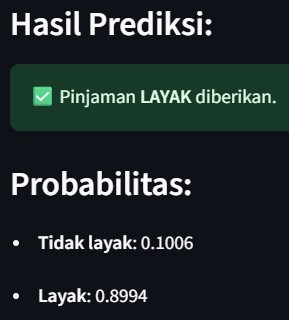 Hasil Prediksi:
✅ Pinjaman LAYAK diberikan.
Probabilitas:
• Tidak layak: 0.1006
• Layak: 0.8994